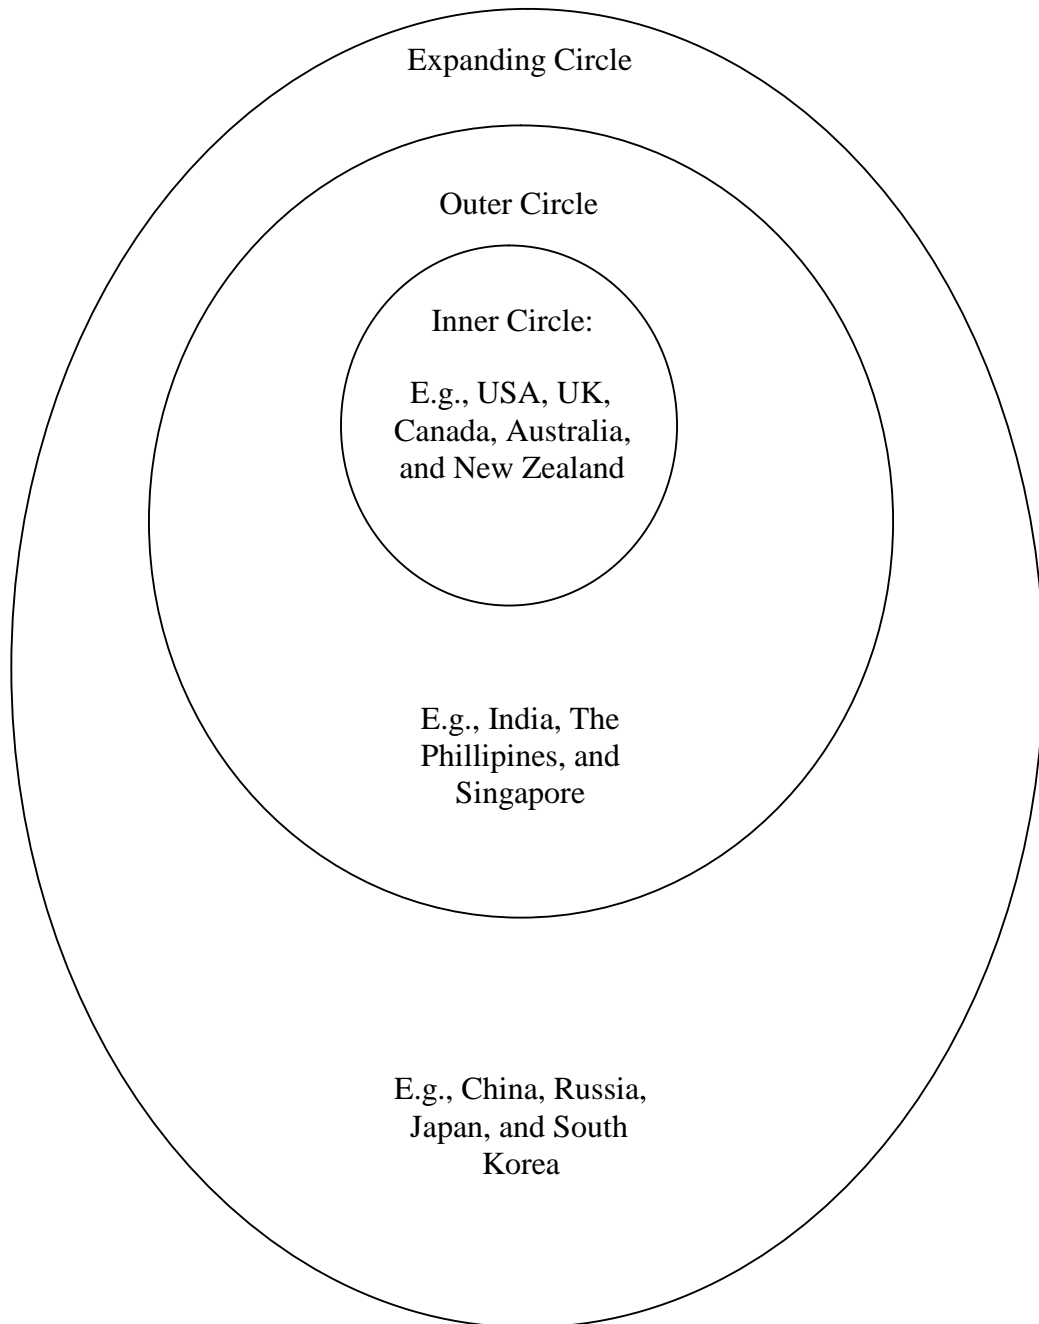 Expanding Circle
Outer Circle
Inner Circle:
E.g., USA, UK,
Canada, Australia,
and New Zealand
E.g., India, The
Phillipines, and
Singapore
E.g., China, Russia,
Japan, and South
Korea